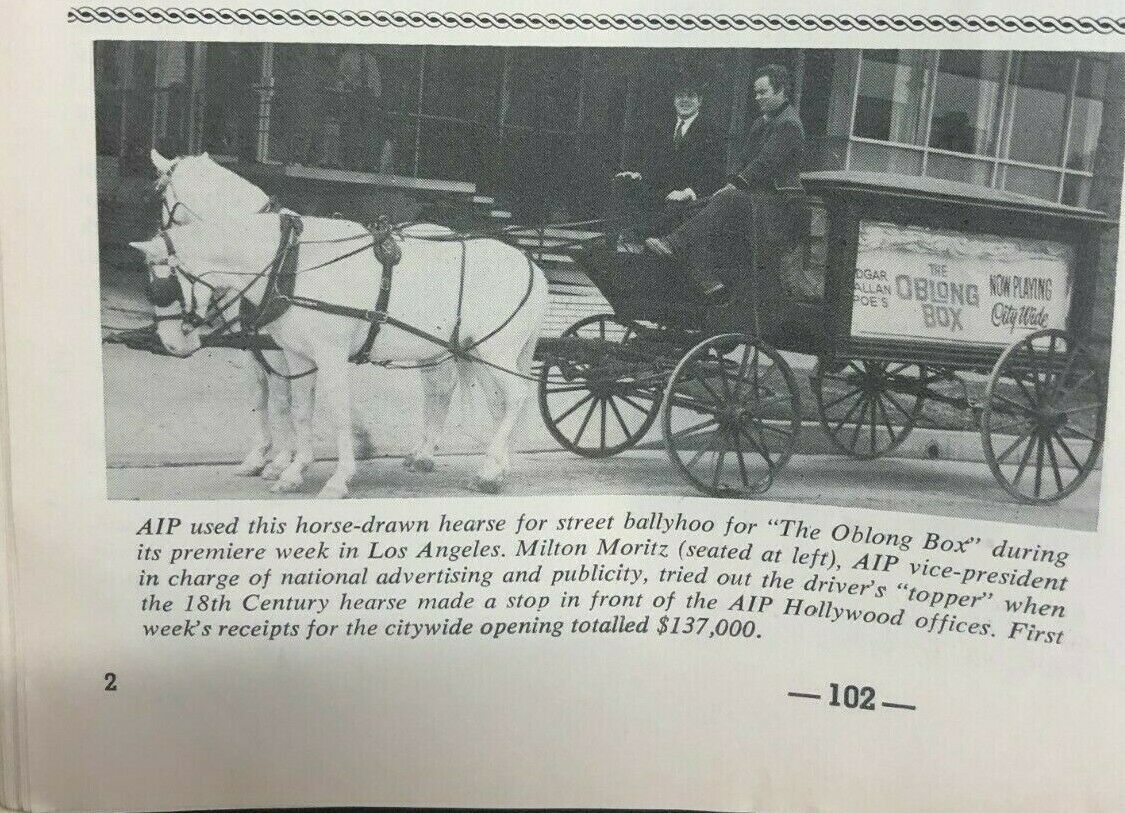 DGAR
ALLAN
POE'S
THE
OBLONG
BOX
NOW PLAYING
City Wide
AIP used this horse-drawn hearse for street ballyhoo for "The Oblong Box" during
its premiere week in Los Angeles. Milton Moritz (seated at left), AIP vice-president
in charge of national advertising and publicity, tried out the driver's "topper" when
the 18th Century hearse made a stop in front of the AIP Hollywood offices. First
week's receipts for the citywide opening totalled $137,000.
2
— 102 —